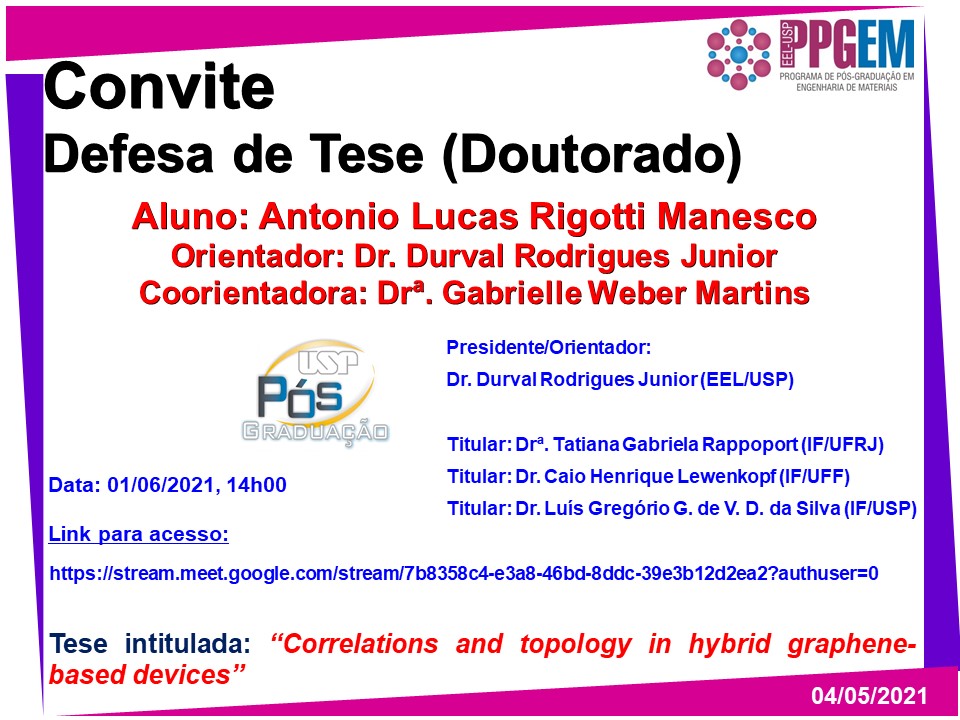 EEL-USP
PPGEM
PROGRAMA DE PÓS-GRADUAÇÃO EM
ENGENHARIA DE MATERIAIS
Convite
Defesa de Tese (Doutorado)
Aluno: Antonio Lucas Rigotti Manesco
Orientador: Dr. Durval Rodrigues Junior
Coorientadora: Drª. Gabrielle Weber Martins
USP
Pós
GRADUAÇÃO
Presidente/Orientador:
Dr. Durval Rodrigues Junior (EEL/USP)
Titular: Drª. Tatiana Gabriela Rappoport (IF/UFRJ)
Titular: Dr. Caio Henrique Lewenkopf (IF/UFF)
Titular: Dr. Luís Gregório G. de V. D. da Silva (IF/USP)
Data: 01/06/2021, 14h00
Link para acesso:
https://stream.meet.google.com/stream/7b8358c4-e3a8-46bd-8ddc-39e3b12d2ea2?authuser=0
Tese intitulada: “Correlations and topology in hybrid graphene-
based devices”
04/05/2021